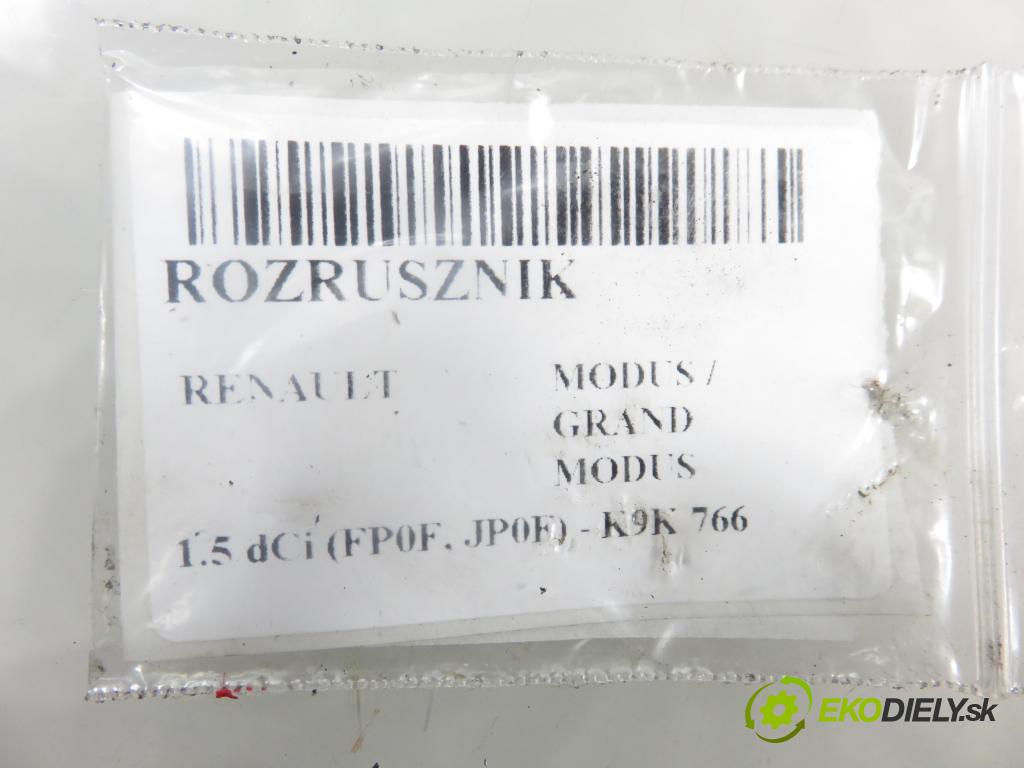 ROZRUSZNIK
RENAULT
MODUS /
GRAND
MODUS
1.5 dCi (FP0F, JP0F) - K9K 766
EKODIELY.sk